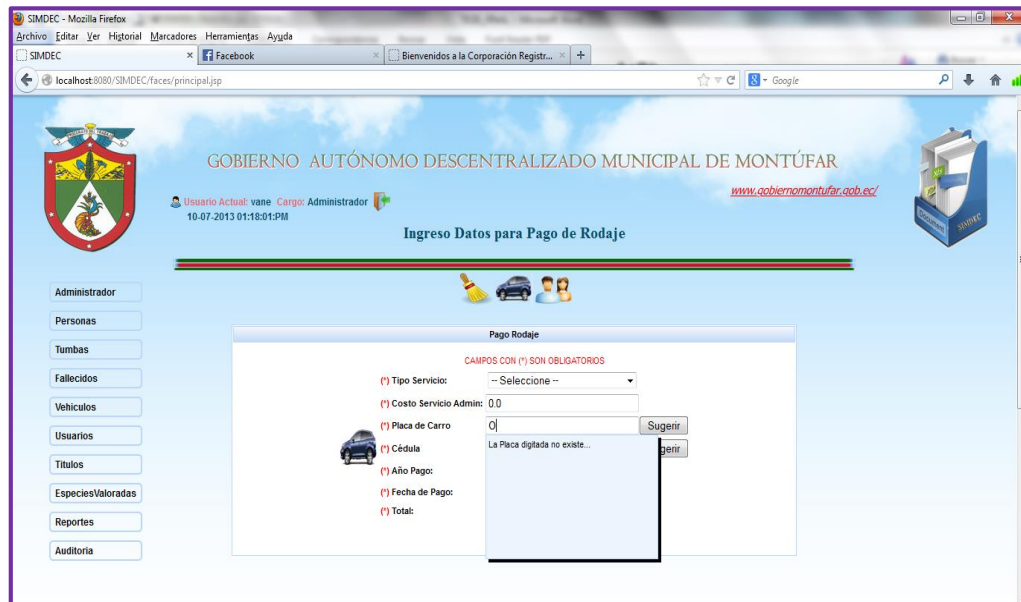 SIMDEC - Mozilla Firefox
Archivo Editar Ver Historial Marcadores Herramientas Ayuda
SIMDEC × Facebook × Bienvenidos a la Corporación Registr... × +
localhost:8080/SIMDEC/faces/principal.jsp Google
GOBIERNO AUTÓNOMO DESCENTRALIZADO MUNICIPAL DE MONTÚFAR
www.gobiernomontufar.gob.ec/
Usuario Actual: vane Cargo: Administrador
10-07-2013 01:18:01:PM
Ingreso Datos para Pago de Rodaje
Document SIMDEC
Administrador
Personas
Tumbas
Fallecidos
Vehiculos
Usuarios
Titulos
EspeciesValoradas
Reportes
Auditoria
Pago Rodaje
CAMPOS CON (*) SON OBLIGATORIOS
(*) Tipo Servicio: -- Seleccione --
(*) Costo Servicio Admin: 0.0
(*) Placa de Carro O Sugerir
(*) Cédula La Placa digitada no existe... gerir
(*) Año Pago:
(*) Fecha de Pago:
(*) Total: